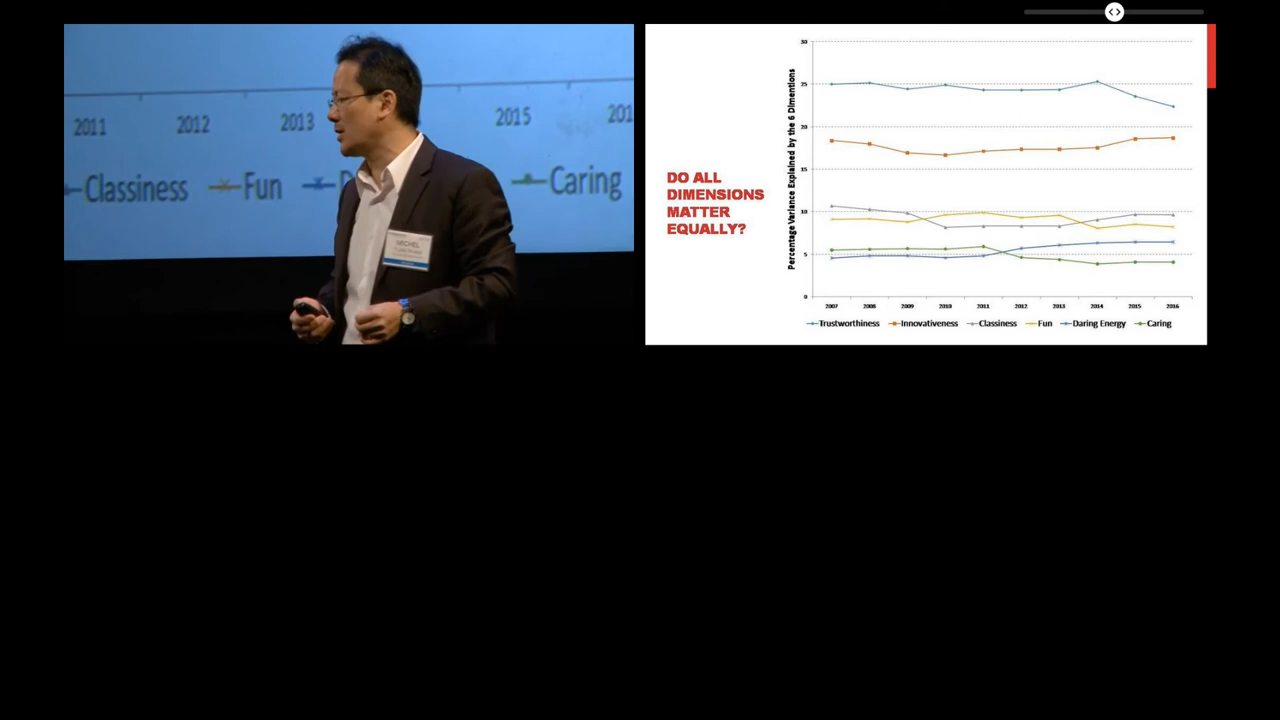 2011 2012 2013 2015
Classiness Fun Caring
MICHEL
DO ALL
DIMENSIONS
MATTER
EQUALLY?
Percentage Variance Explained by the 6 Dimentions
30
25
20
15
10
5
0
2007 2008 2009 2010 2011 2012 2013 2014 2015 2016
Trustworthiness Innovativeness Classiness Fun Daring Energy Caring